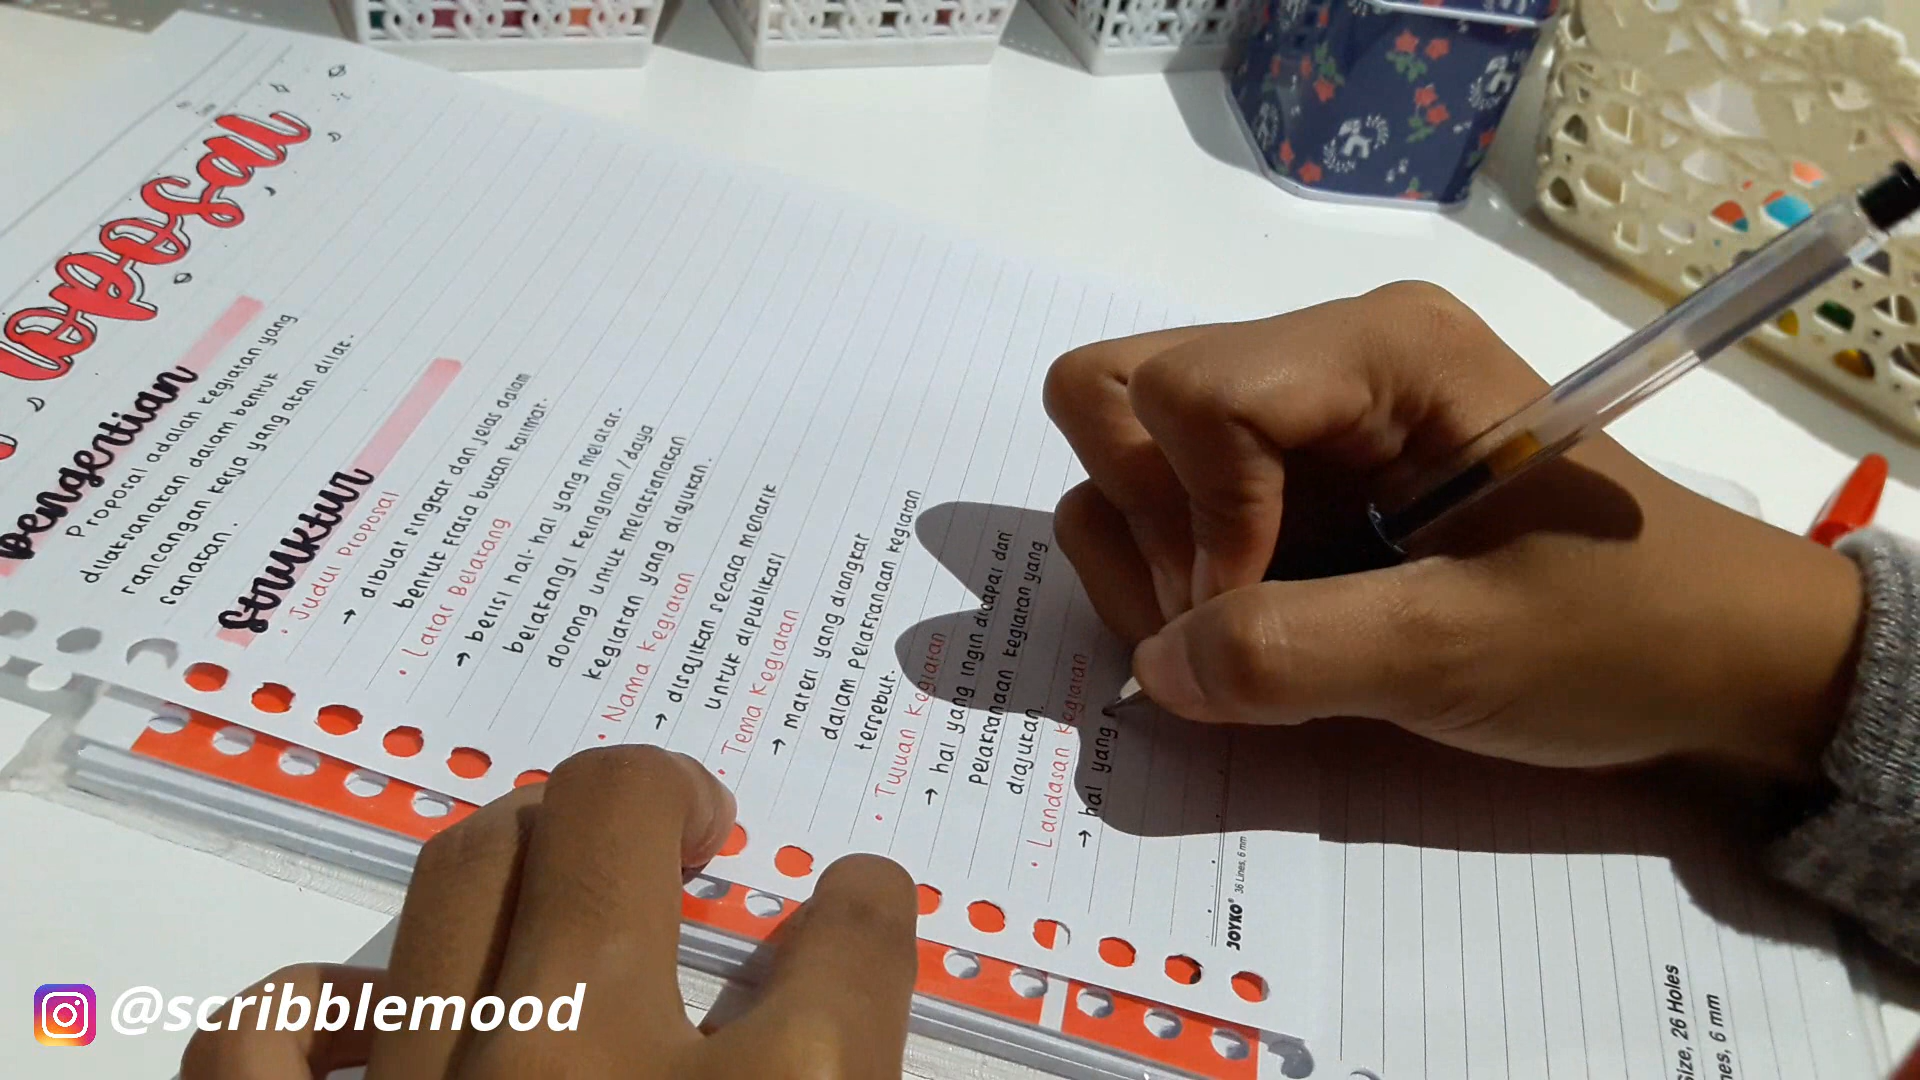 Proposal
pengertian
Proposal adalah kegiatan yang
dilaksanakan dalam bentuk
rancangan kerja yang akan dilak-
sanakan.
struktur
• Judul Proposal
→ dibuat singkat dan jelas dalam
bentuk frasa bukan kalimat.
• Latar Belakang
→ berisi hal-hal yang melatar-
belakangi keinginan/daya
dorong untuk melaksanakan
kegiatan yang diajukan.
• Nama Kegiatan
→ disajikan secara menarik
untuk dipublikasi
• Tema Kegiatan
→ materi yang diangkat
dalam pelaksanaan kegiatan
tersebut.
• Tujuan Kegiatan
→ hal yang ingin dicapai dari
pelaksanaan kegiatan yang
diajukan.
• Landasan Kegiatan
→ hal yang
JOYKO® 36 Lines, 6 mm
Size, 26 Holes
nes, 6 mm
@scribblemood